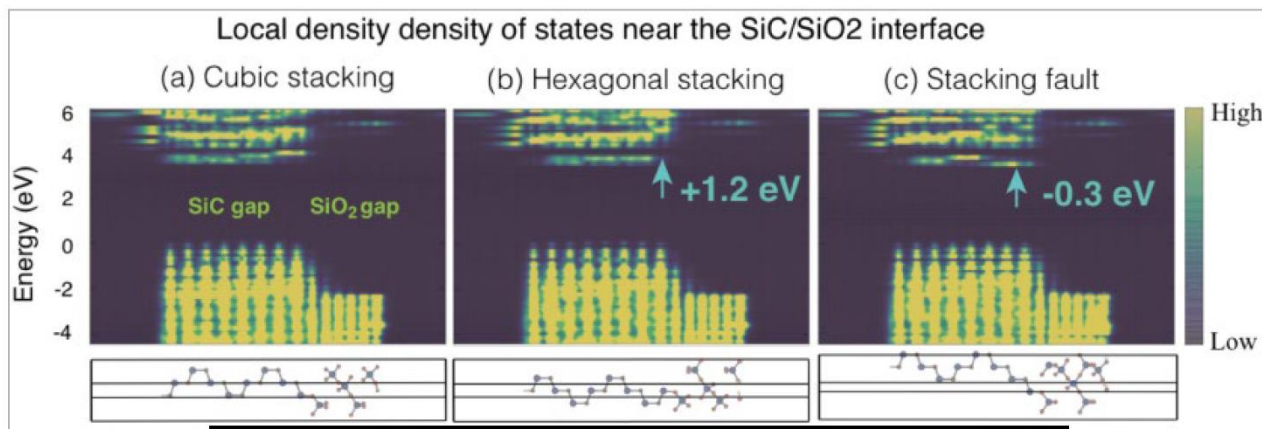 Local density density of states near the SiC/SiO2 interface
(a) Cubic stacking
(b) Hexagonal stacking
(c) Stacking fault
Energy (eV)
6
4
2
0
-2
-4
SiC gap
SiO₂ gap
+1.2 eV
-0.3 eV
High
Low